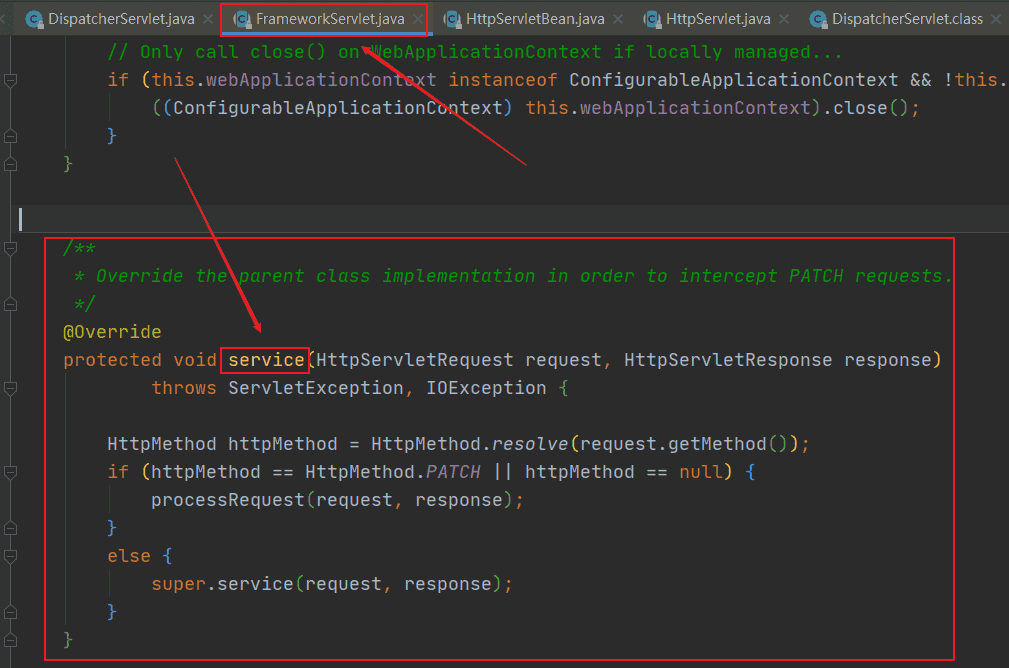 DispatcherServlet.java FrameworkServlet.java HttpServletBean.java HttpServlet.java DispatcherServlet.class
// Only call close() on WebApplicationContext if locally managed...
if (this.webApplicationContext instanceof ConfigurableApplicationContext && !this.
((ConfigurableApplicationContext) this.webApplicationContext).close();
}
}
/**
* Override the parent class implementation in order to intercept PATCH requests.
*/
@Override
protected void service(HttpServletRequest request, HttpServletResponse response)
throws ServletException, IOException {
HttpMethod httpMethod = HttpMethod.resolve(request.getMethod());
if (httpMethod == HttpMethod.PATCH || httpMethod == null) {
processRequest(request, response);
}
else {
super.service(request, response);
}
}